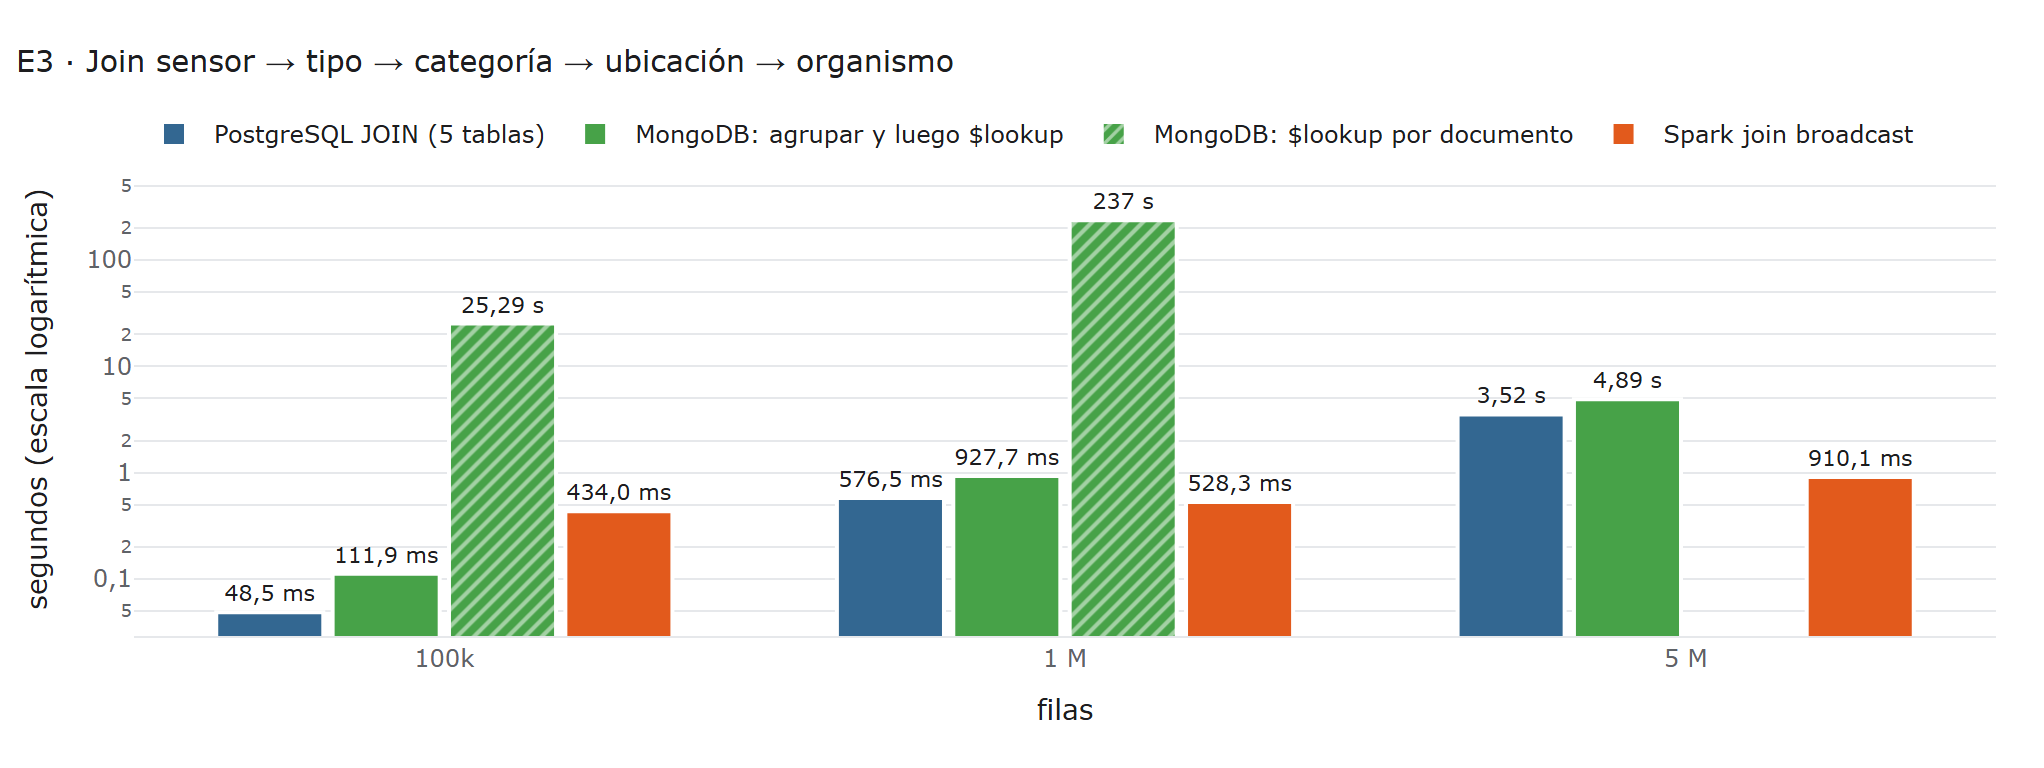 E3 · Join sensor → tipo → categoría → ubicación → organismo
PostgreSQL JOIN (5 tablas)
MongoDB: agrupar y luego $lookup
MongoDB: $lookup por documento
Spark join broadcast
segundos (escala logarítmica)
5
2
100
5
2
10
5
2
1
5
2
0,1
5
48,5 ms
111,9 ms
25,29 s
434,0 ms
576,5 ms
927,7 ms
237 s
528,3 ms
3,52 s
4,89 s
910,1 ms
100k
1 M
5 M
filas